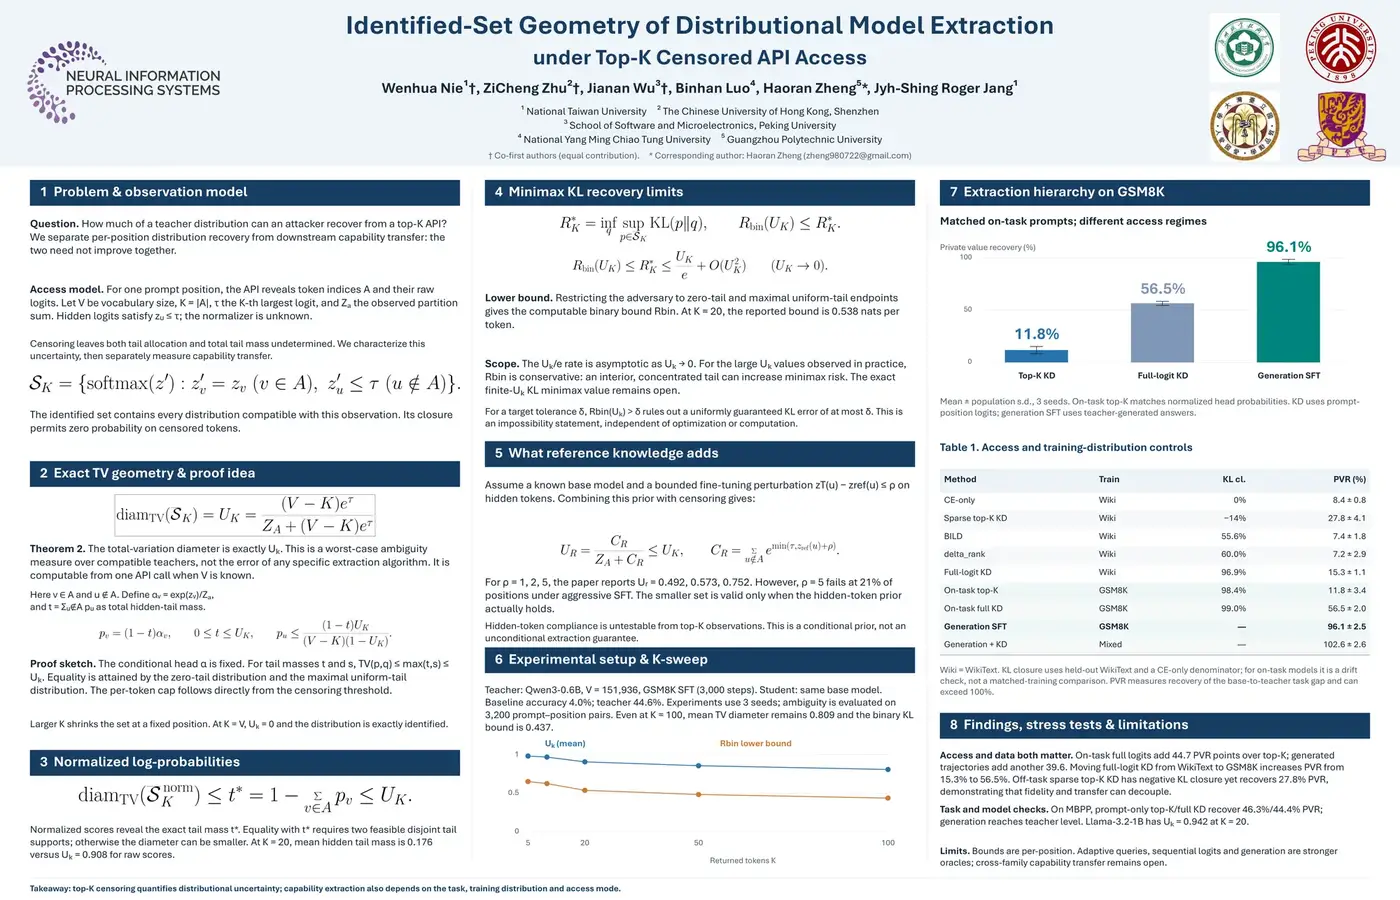 Identified-Set Geometry of Distributional Model Extraction
under Top-K Censored API Access
Wenhua Nie¹†, ZiCheng Zhu²†, Jianan Wu³†, Binhan Luo⁴, Haoran Zheng⁵*, Jyh-Shing Roger Jang¹
¹ National Taiwan University ² The Chinese University of Hong Kong, Shenzhen
³ School of Software and Microelectronics, Peking University
⁴ National Yang Ming Chiao Tung University ⁵ Guangzhou Polytechnic University
† Co-first authors (equal contribution). * Corresponding author: Haoran Zheng (zheng980722@gmail.com)
NEURAL INFORMATION
PROCESSING SYSTEMS
PEKING UNIVERSITY
1898
1 Problem & observation model
Question. How much of a teacher distribution can an attacker recover from a top-K API?
We separate per-position distribution recovery from downstream capability transfer: the
two need not improve together.
Access model. For one prompt position, the API reveals token indices A and their raw
logits. Let V be vocabulary size, K = |A|, τ the K-th largest logit, and Zₐ the observed partition
sum. Hidden logits satisfy zᵤ ≤ τ; the normalizer is unknown.
Censoring leaves both tail allocation and total tail mass undetermined. We characterize this
uncertainty, then separately measure capability transfer.
S_K = {softmax(z′) : z′_v = z_v (v ∈ A), z′_u ≤ τ (u ∉ A)}.
The identified set contains every distribution compatible with this observation. Its closure
permits zero probability on censored tokens.
2 Exact TV geometry & proof idea
diam_TV(S_K) = U_K = (V − K)e^τ / (Z_A + (V − K)e^τ)
Theorem 2. The total-variation diameter is exactly Uₖ. This is a worst-case ambiguity
measure over compatible teachers, not the error of any specific extraction algorithm. It is
computable from one API call when V is known.
Here v ∈ A and u ∉ A. Define αᵥ = exp(zᵥ)/Zₐ,
and t = Σᵤ∉A pᵤ as total hidden-tail mass.
p_v = (1 − t)α_v, 0 ≤ t ≤ U_K, p_u ≤ (1 − t)U_K / ((V − K)(1 − U_K)).
Proof sketch. The conditional head α is fixed. For tail masses t and s, TV(p,q) ≤ max(t,s) ≤
Uₖ. Equality is attained by the zero-tail distribution and the maximal uniform-tail
distribution. The per-token cap follows directly from the censoring threshold.
Larger K shrinks the set at a fixed position. At K = V, Uₖ = 0 and the distribution is exactly identified.
3 Normalized log-probabilities
diam_TV(S_K^norm) ≤ t* = 1 − Σ_{v∈A} p_v ≤ U_K.
Normalized scores reveal the exact tail mass t*. Equality with t* requires two feasible disjoint tail
supports; otherwise the diameter can be smaller. At K = 20, mean hidden tail mass is 0.176
versus Uₖ = 0.908 for raw scores.
4 Minimax KL recovery limits
R*_K = inf_q sup_{p∈S_K} KL(p∥q), R_bin(U_K) ≤ R*_K.
R_bin(U_K) ≤ R*_K ≤ U_K/e + O(U_K²) (U_K → 0).
Lower bound. Restricting the adversary to zero-tail and maximal uniform-tail endpoints
gives the computable binary bound Rbin. At K = 20, the reported bound is 0.538 nats per
token.
Scope. The Uₖ/e rate is asymptotic as Uₖ → 0. For the large Uₖ values observed in practice,
Rbin is conservative: an interior, concentrated tail can increase minimax risk. The exact
finite-Uₖ KL minimax value remains open.
For a target tolerance δ, Rbin(Uₖ) > δ rules out a uniformly guaranteed KL error of at most δ. This is
an impossibility statement, independent of optimization or computation.
5 What reference knowledge adds
Assume a known base model and a bounded fine-tuning perturbation zT(u) − zref(u) ≤ ρ on
hidden tokens. Combining this prior with censoring gives:
U_R = C_R / (Z_A + C_R) ≤ U_K, C_R = Σ_{u∉A} e^{min(τ,z_ref(u)+ρ)}.
For ρ = 1, 2, 5, the paper reports Uᵣ = 0.492, 0.573, 0.752. However, ρ = 5 fails at 21% of
positions under aggressive SFT. The smaller set is valid only when the hidden-token prior
actually holds.
Hidden-token compliance is untestable from top-K observations. This is a conditional prior, not an
unconditional extraction guarantee.
6 Experimental setup & K-sweep
Teacher: Qwen3-0.6B, V = 151,936, GSM8K SFT (3,000 steps). Student: same base model.
Baseline accuracy 4.0%; teacher 44.6%. Experiments use 3 seeds; ambiguity is evaluated on
3,200 prompt–position pairs. Even at K = 100, mean TV diameter remains 0.809 and the binary KL
bound is 0.437.
Uₖ (mean) Rbin lower bound
1
0.5
0
5 20 50 100
Returned tokens K
7 Extraction hierarchy on GSM8K
Matched on-task prompts; different access regimes
Private value recovery (%)
100
50
0
11.8%
56.5%
96.1%
Top-K KD Full-logit KD Generation SFT
Mean ± population s.d., 3 seeds. On-task top-K matches normalized head probabilities. KD uses prompt-
position logits; generation SFT uses teacher-generated answers.
Table 1. Access and training-distribution controls
Method Train KL cl. PVR (%)
CE-only Wiki 0% 8.4 ± 0.8
Sparse top-K KD Wiki −14% 27.8 ± 4.1
BILD Wiki 55.6% 7.4 ± 1.8
delta_rank Wiki 60.0% 7.2 ± 2.9
Full-logit KD Wiki 96.9% 15.3 ± 1.1
On-task top-K GSM8K 98.4% 11.8 ± 3.4
On-task full KD GSM8K 99.0% 56.5 ± 2.0
Generation SFT GSM8K — 96.1 ± 2.5
Generation + KD Mixed — 102.6 ± 2.6
Wiki = WikiText. KL closure uses held-out WikiText and a CE-only denominator; for on-task models it is a drift
check, not a matched-training comparison. PVR measures recovery of the base-to-teacher task gap and can
exceed 100%.
8 Findings, stress tests & limitations
Access and data both matter. On-task full logits add 44.7 PVR points over top-K; generated
trajectories add another 39.6. Moving full-logit KD from WikiText to GSM8K increases PVR from
15.3% to 56.5%. Off-task sparse top-K KD has negative KL closure yet recovers 27.8% PVR,
demonstrating that fidelity and transfer can decouple.
Task and model checks. On MBPP, prompt-only top-K/full KD recover 46.3%/44.4% PVR;
generation reaches teacher level. Llama-3.2-1B has Uₖ = 0.942 at K = 20.
Limits. Bounds are per-position. Adaptive queries, sequential logits and generation are stronger
oracles; cross-family capability transfer remains open.
Takeaway: top-K censoring quantifies distributional uncertainty; capability extraction also depends on the task, training distribution and access mode.